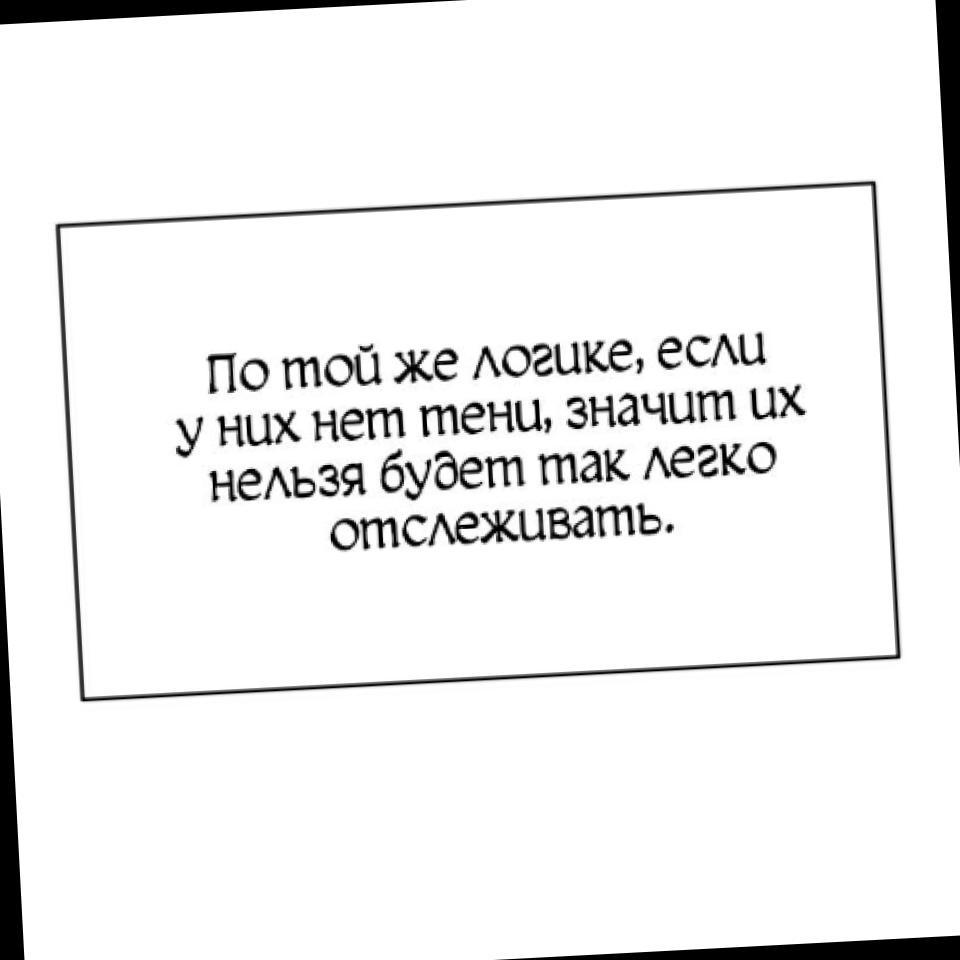 По той же логике, если
у них нет тени, значит их
нельзя будет так легко
отслеживать.